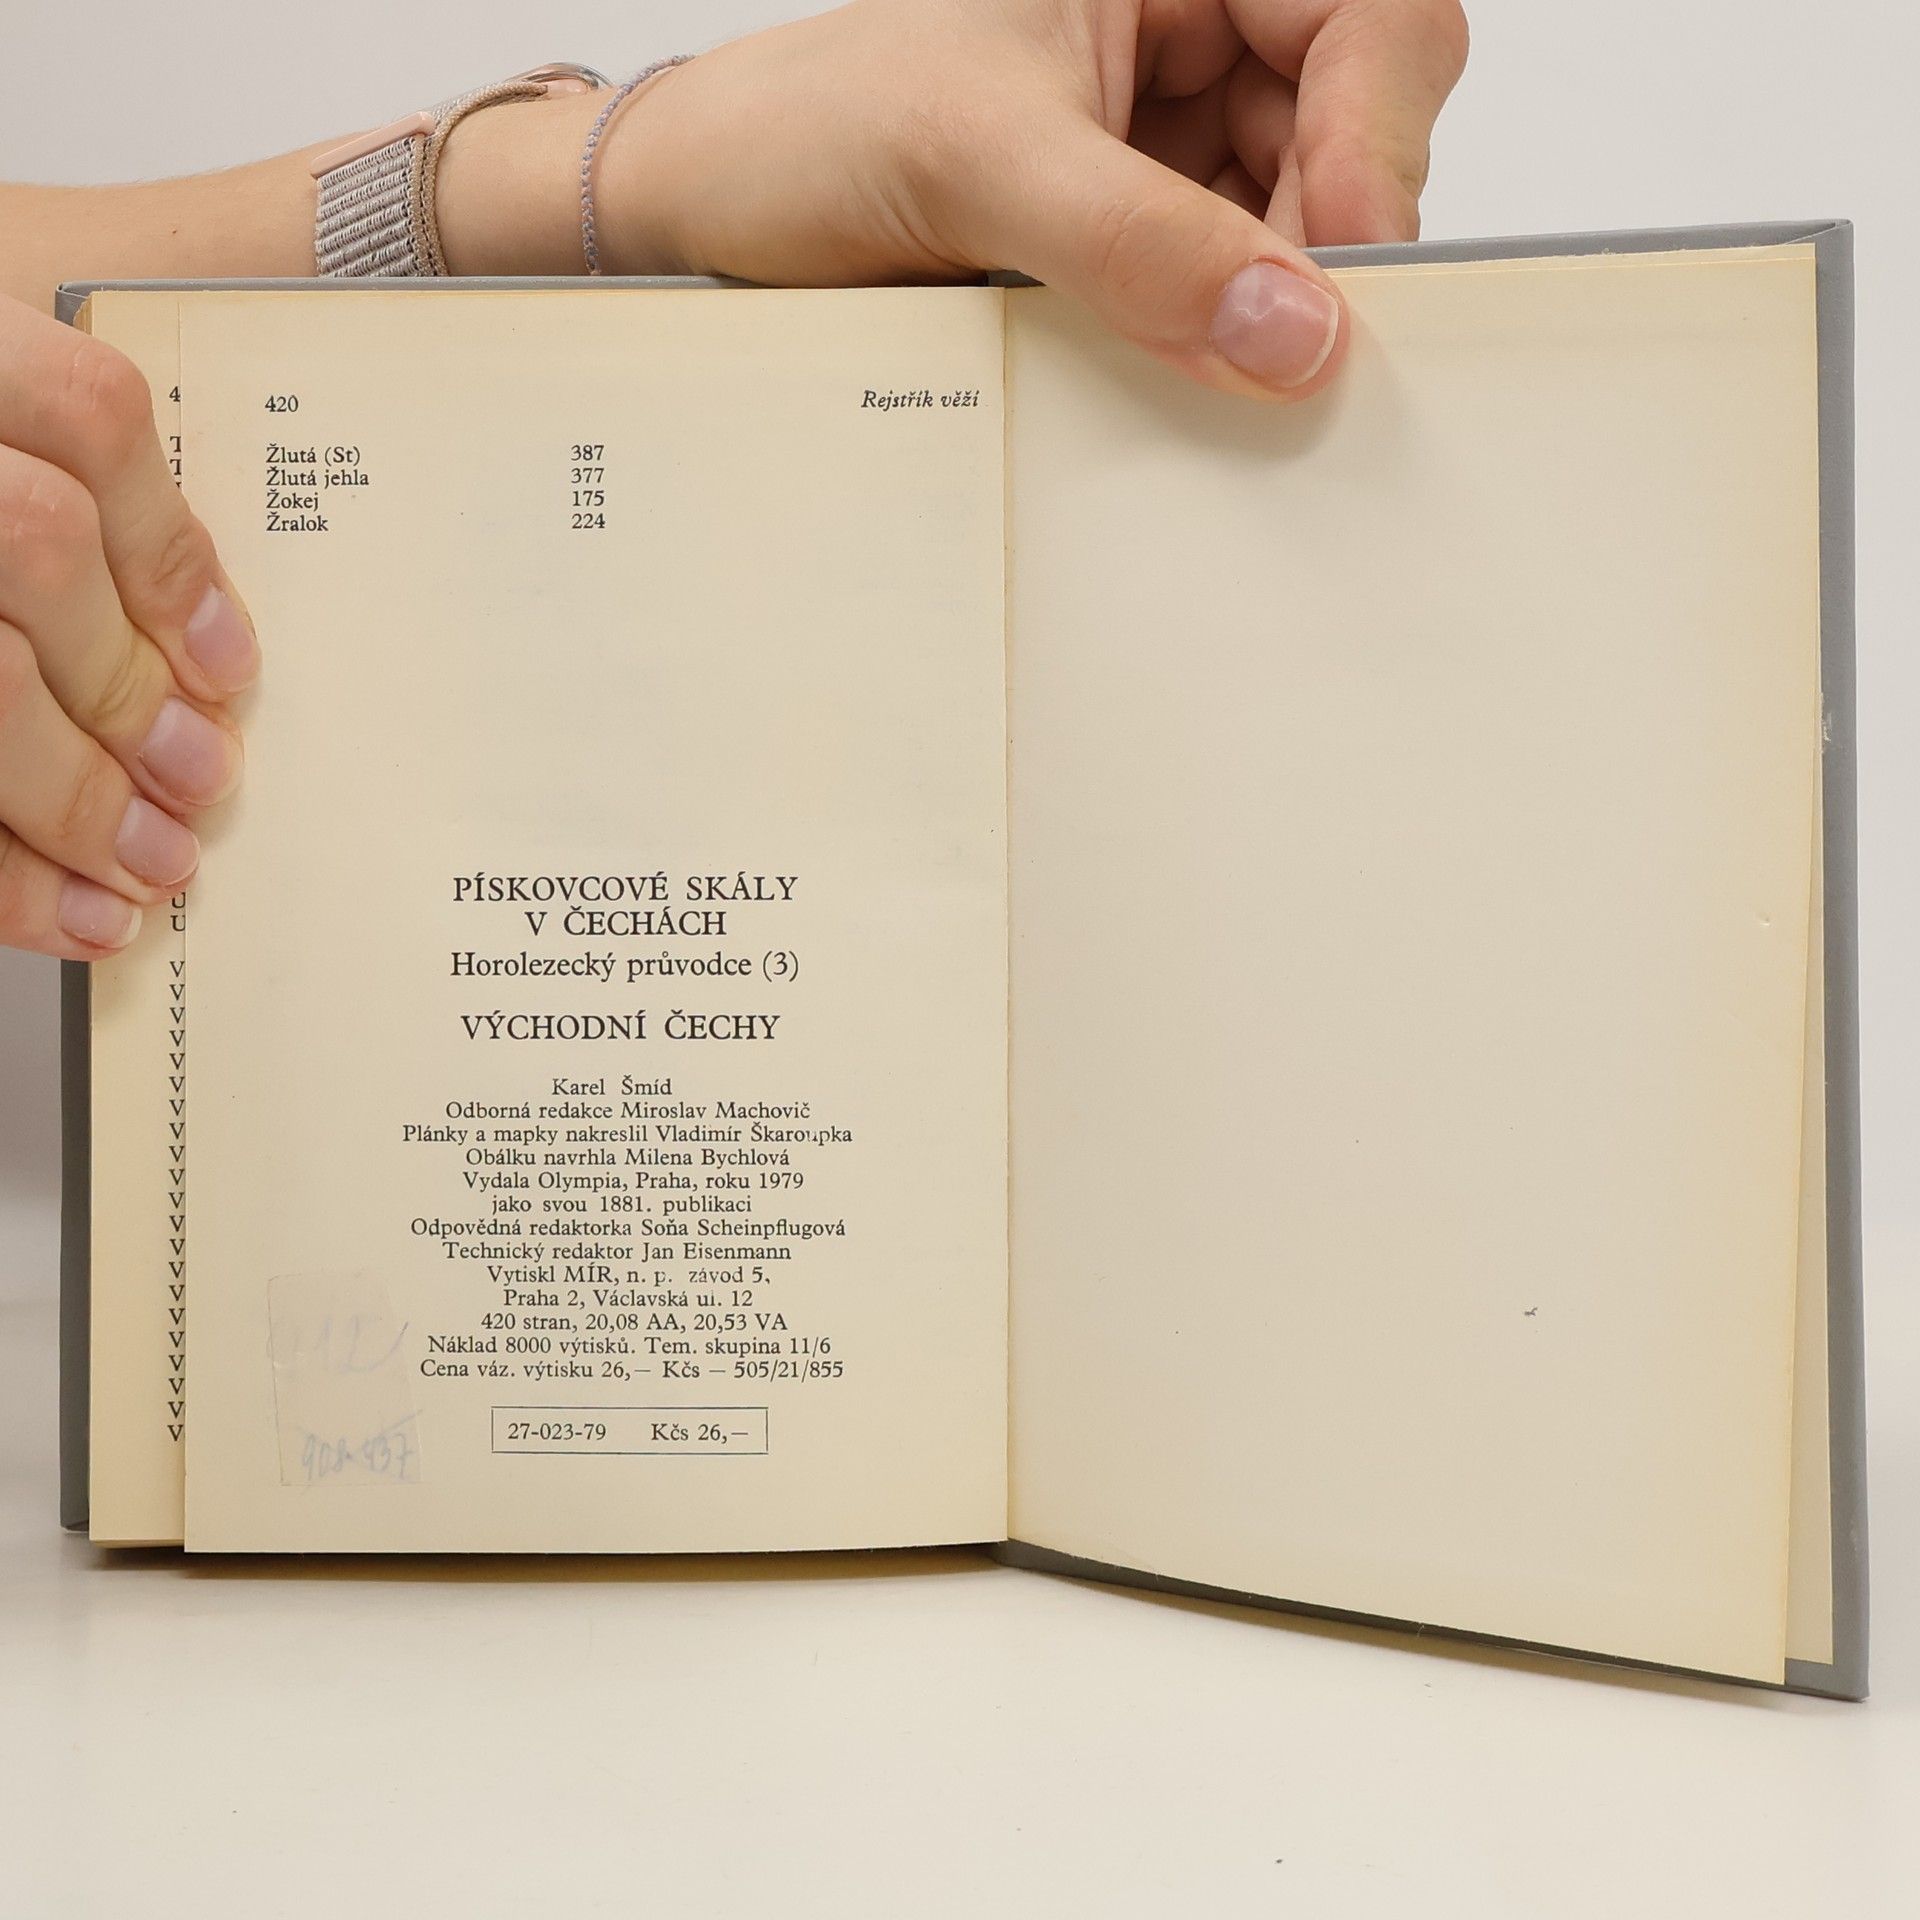 420 Rejstřík věží
Žlutá (St) 387
Žlutá jehla 377
Žokej 175
Žralok 224
PÍSKOVCOVÉ SKÁLY
V ČECHÁCH
Horolezecký průvodce (3)
VÝCHODNÍ ČECHY
Karel Šmíd
Odborná redakce Miroslav Machovič
Plánky a mapky nakreslil Vladimír Škaroupka
Obálku navrhla Milena Bychlová
Vydala Olympia, Praha, roku 1979
jako svou 1881. publikaci
Odpovědná redaktorka Soňa Scheinpflugová
Technický redaktor Jan Eisenmann
Vytiskl MÍR, n. p. závod 5,
Praha 2, Václavská ul. 12
420 stran, 20,08 AA, 20,53 VA
Náklad 8000 výtisků. Tem. skupina 11/6
Cena váz. výtisku 26,— Kčs — 505/21/855
27-023-79 Kčs 26,—